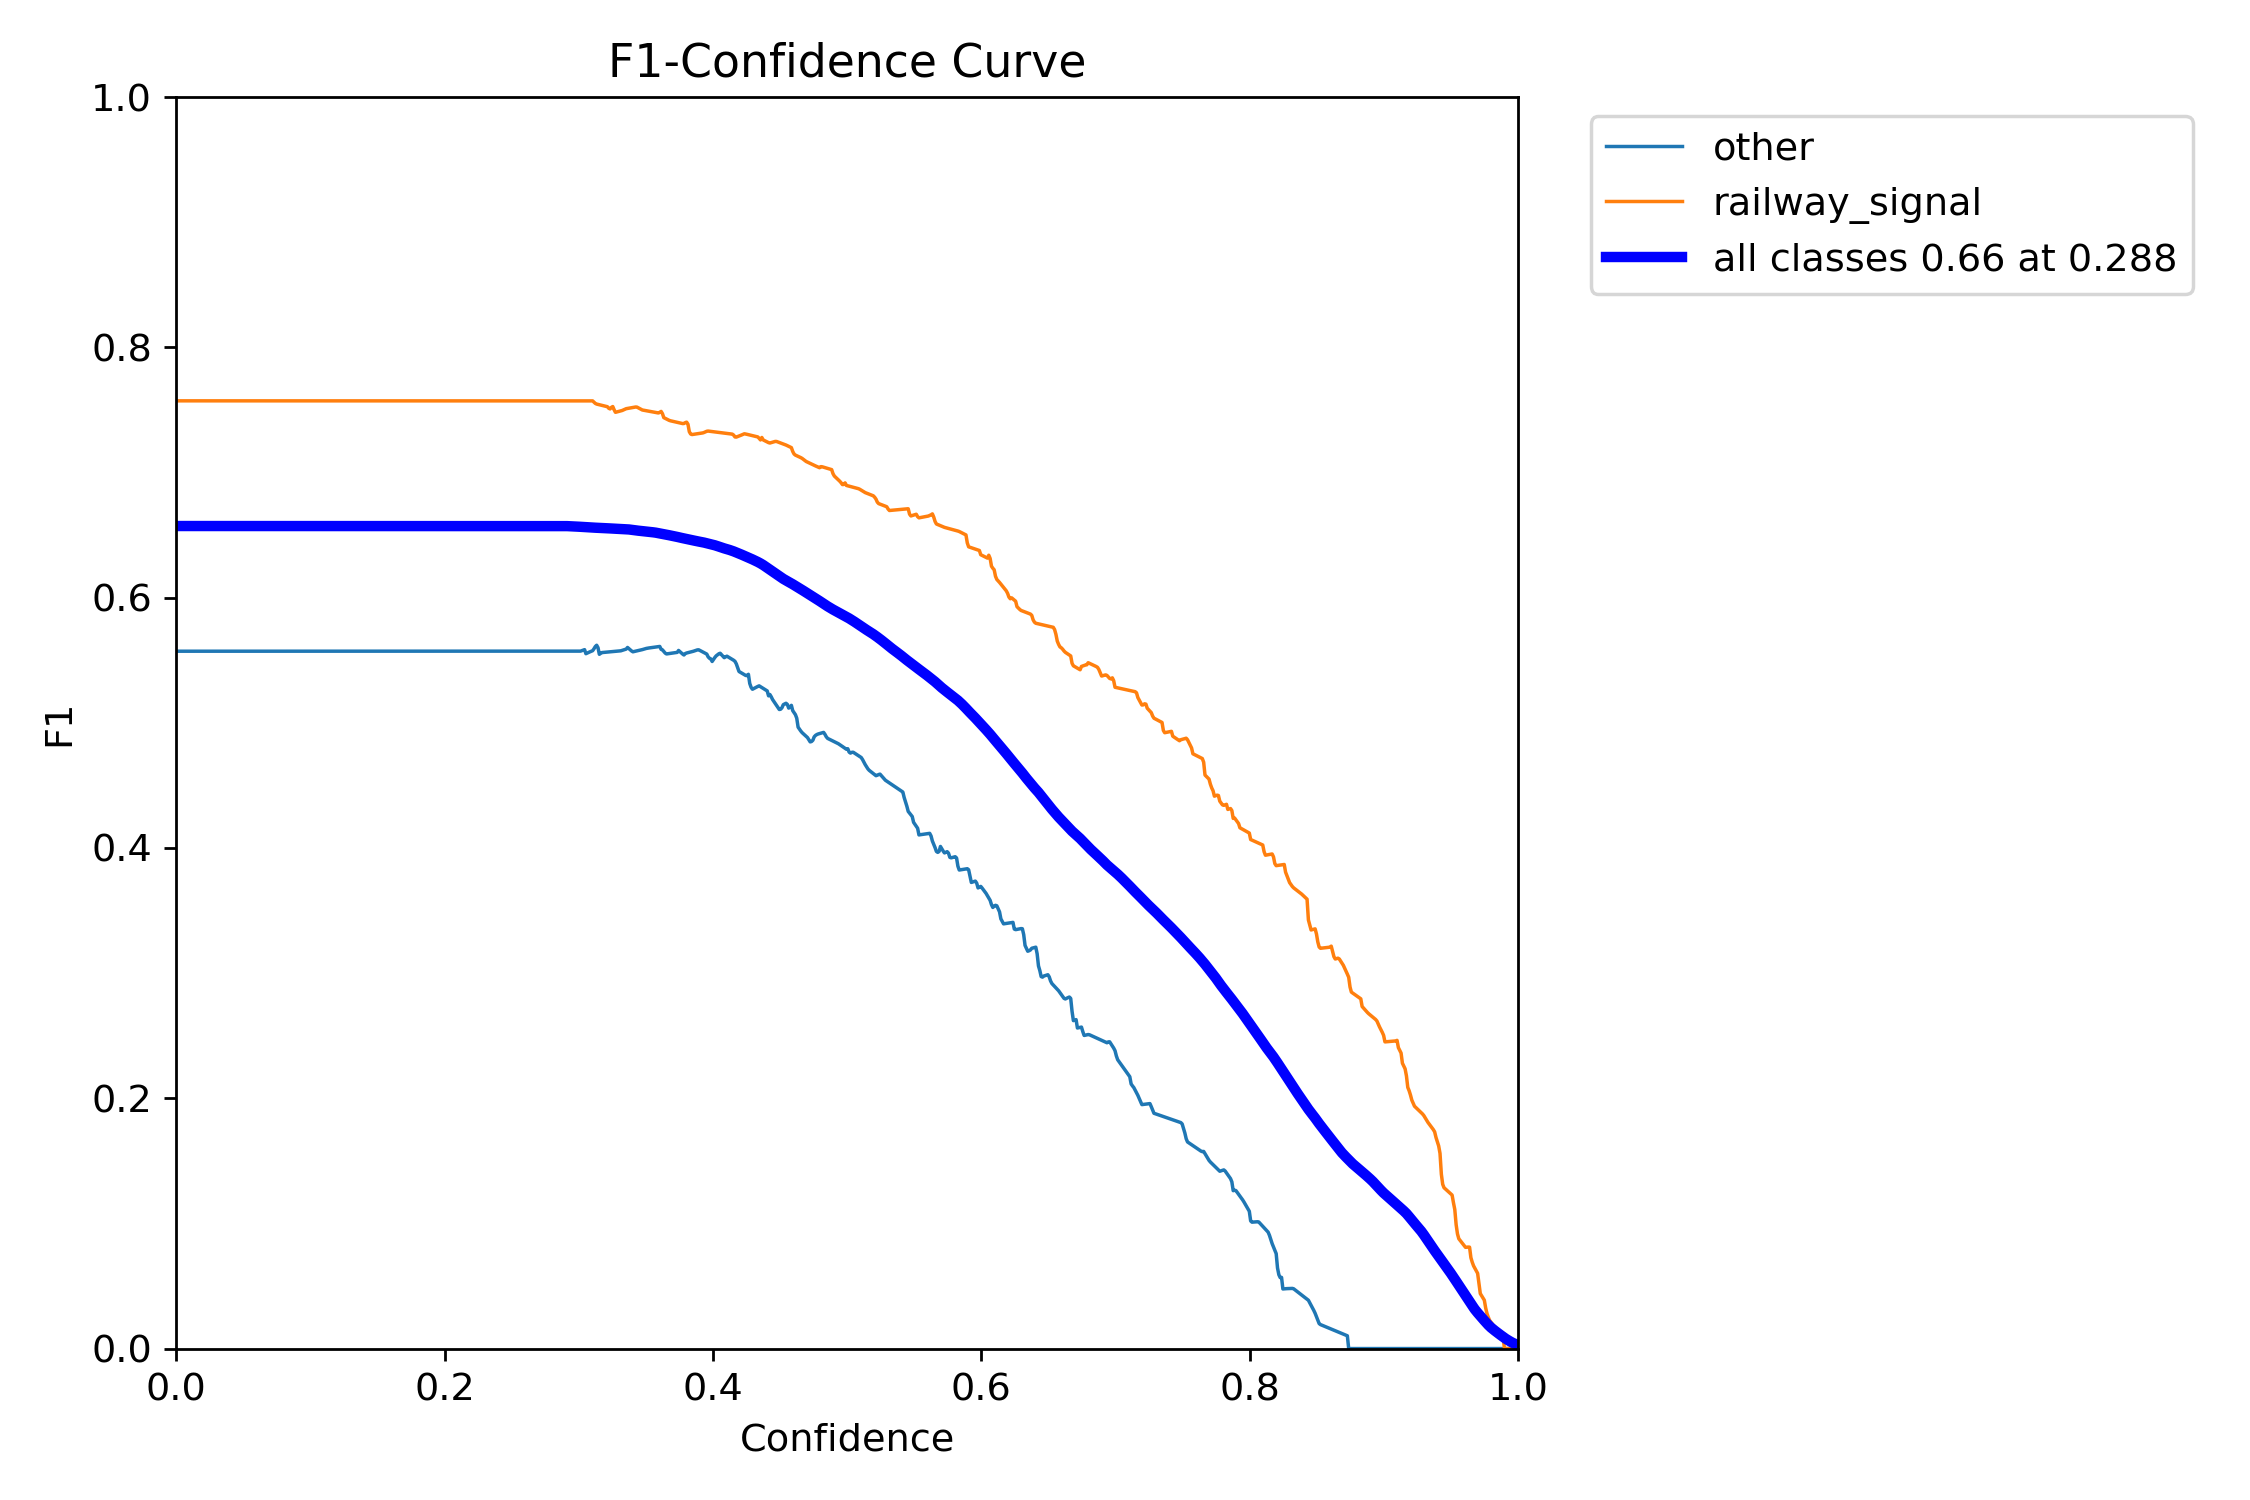 F1-Confidence Curve
1.0
0.8
0.6
0.4
0.2
0.0
F1
0.0 0.2 0.4 0.6 0.8 1.0
Confidence
other
railway_signal
all classes 0.66 at 0.288